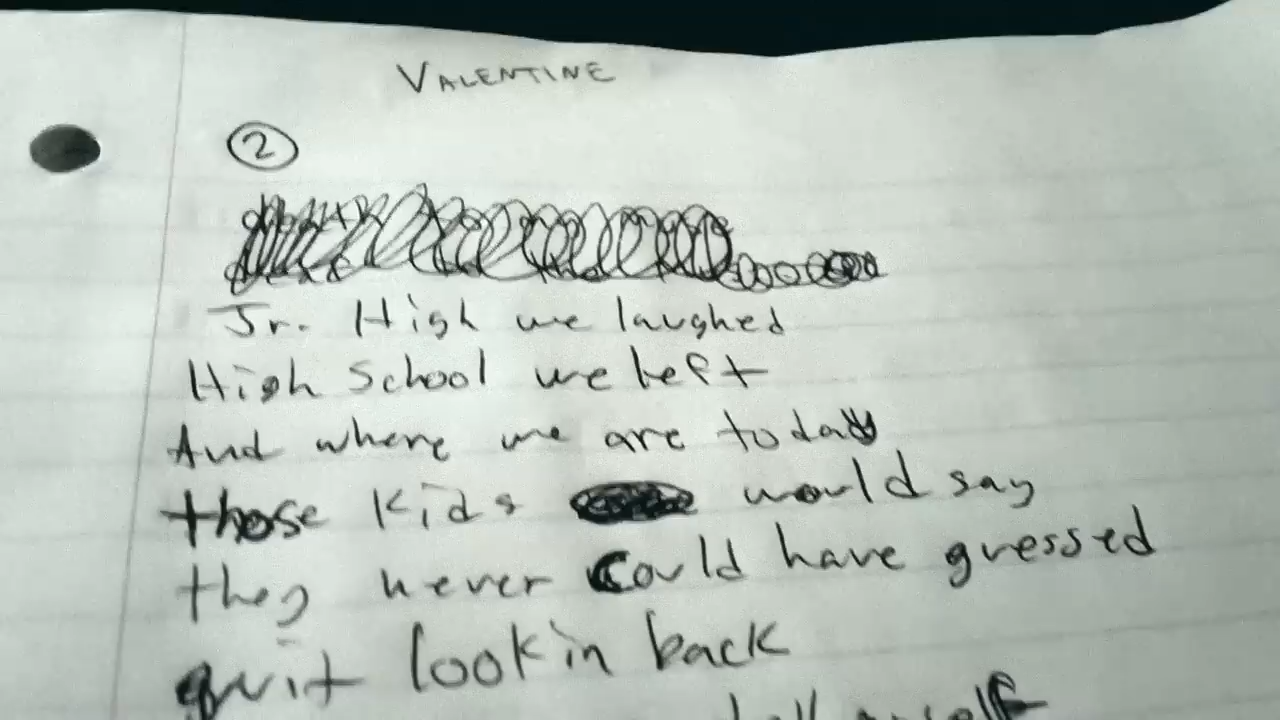 VALENTINE
2
Jr. High we laughed
High School we left
And where we are today
those kids would say
they never could have guessed
quit lookin back
myself